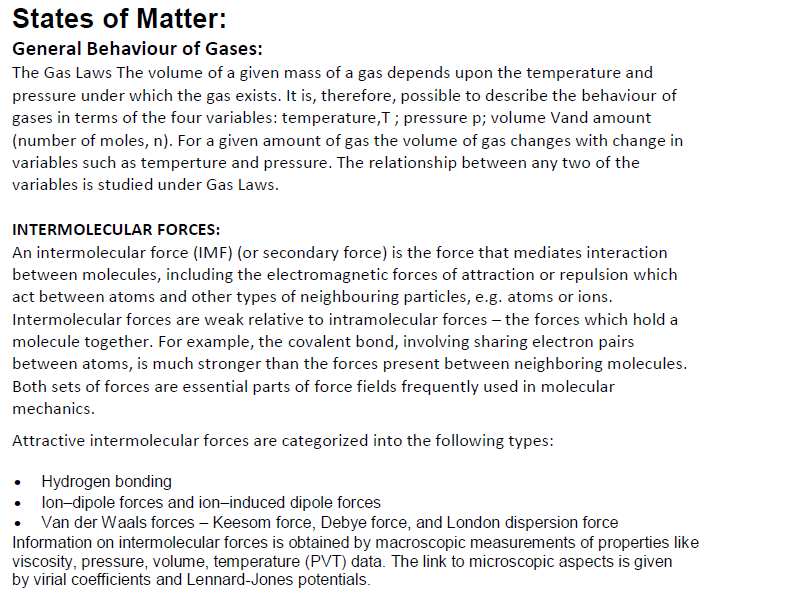 States of Matter:
General Behaviour of Gases:
The Gas Laws The volume of a given mass of a gas depends upon the temperature and
pressure under which the gas exists. It is, therefore, possible to describe the behaviour of
gases in terms of the four variables: temperature,T ; pressure p; volume Vand amount
(number of moles, n). For a given amount of gas the volume of gas changes with change in
variables such as temperture and pressure. The relationship between any two of the
variables is studied under Gas Laws.
INTERMOLECULAR FORCES:
An intermolecular force (IMF) (or secondary force) is the force that mediates interaction
between molecules, including the electromagnetic forces of attraction or repulsion which
act between atoms and other types of neighbouring particles, e.g. atoms or ions.
Intermolecular forces are weak relative to intramolecular forces – the forces which hold a
molecule together. For example, the covalent bond, involving sharing electron pairs
between atoms, is much stronger than the forces present between neighboring molecules.
Both sets of forces are essential parts of force fields frequently used in molecular
mechanics.
Attractive intermolecular forces are categorized into the following types:
• Hydrogen bonding
• Ion–dipole forces and ion–induced dipole forces
• Van der Waals forces – Keesom force, Debye force, and London dispersion force
Information on intermolecular forces is obtained by macroscopic measurements of properties like
viscosity, pressure, volume, temperature (PVT) data. The link to microscopic aspects is given
by virial coefficients and Lennard-Jones potentials.